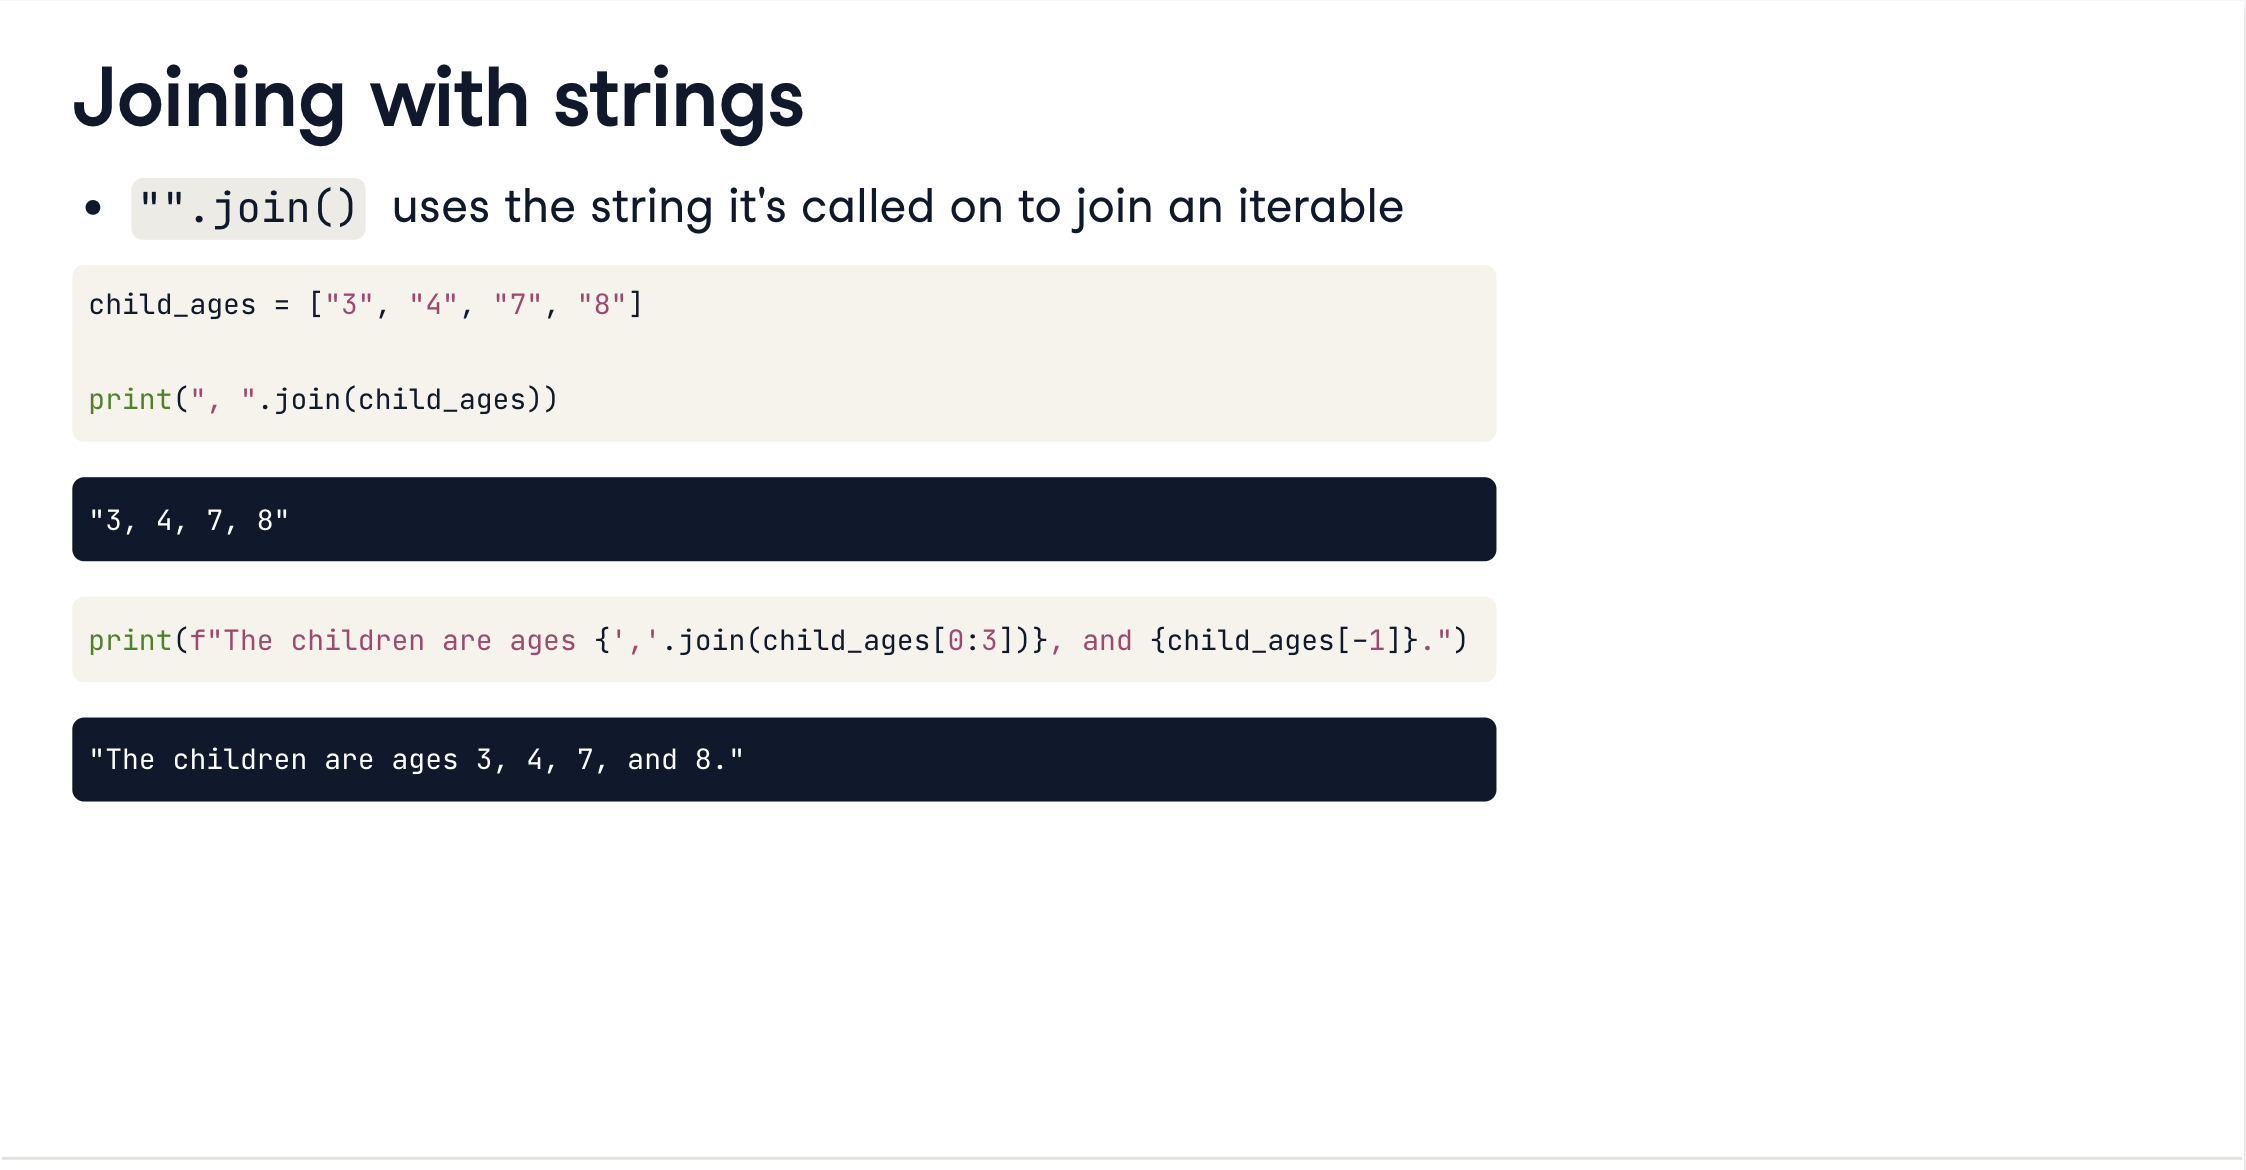 Joining with strings
• "".join() uses the string it's called on to join an iterable
child_ages = ["3", "4", "7", "8"]
print(", ".join(child_ages))
"3, 4, 7, 8"
print(f"The children are ages {','.join(child_ages[0:3])}, and {child_ages[-1]}.")
"The children are ages 3, 4, 7, and 8."